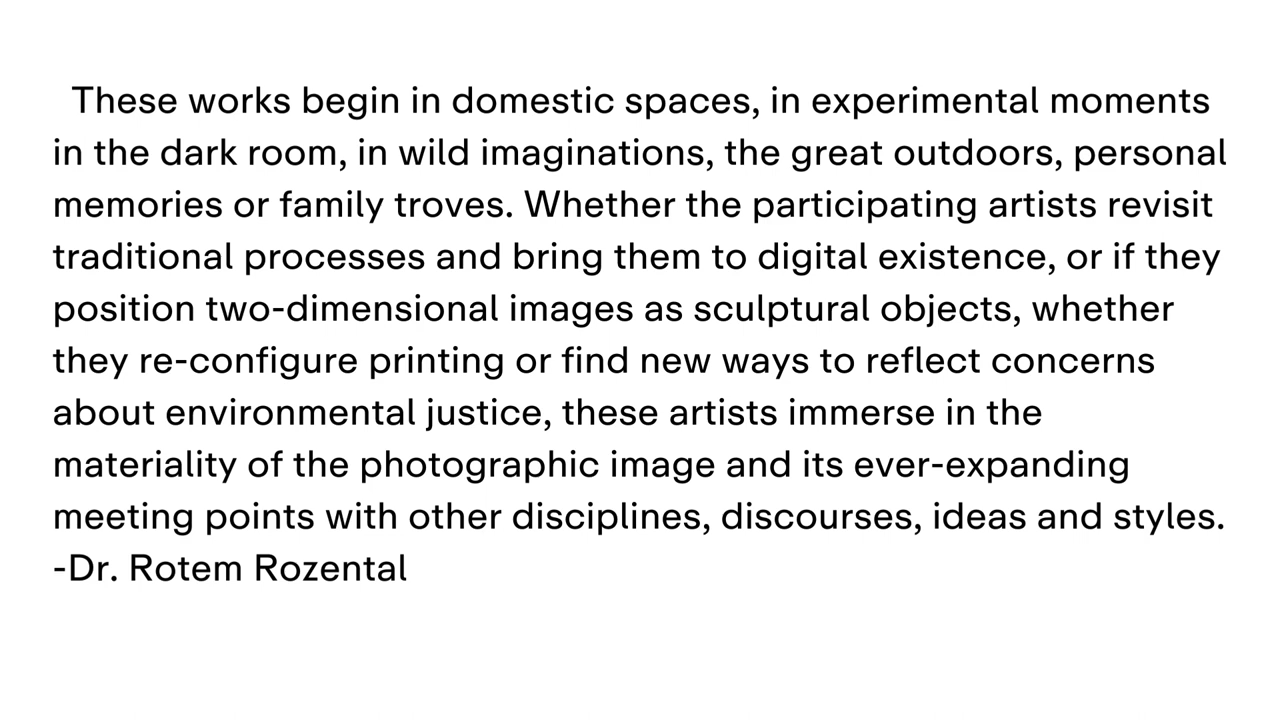 These works begin in domestic spaces, in experimental moments
in the dark room, in wild imaginations, the great outdoors, personal
memories or family troves. Whether the participating artists revisit
traditional processes and bring them to digital existence, or if they
position two-dimensional images as sculptural objects, whether
they re-configure printing or find new ways to reflect concerns
about environmental justice, these artists immerse in the
materiality of the photographic image and its ever-expanding
meeting points with other disciplines, discourses, ideas and styles.
-Dr. Rotem Rozental